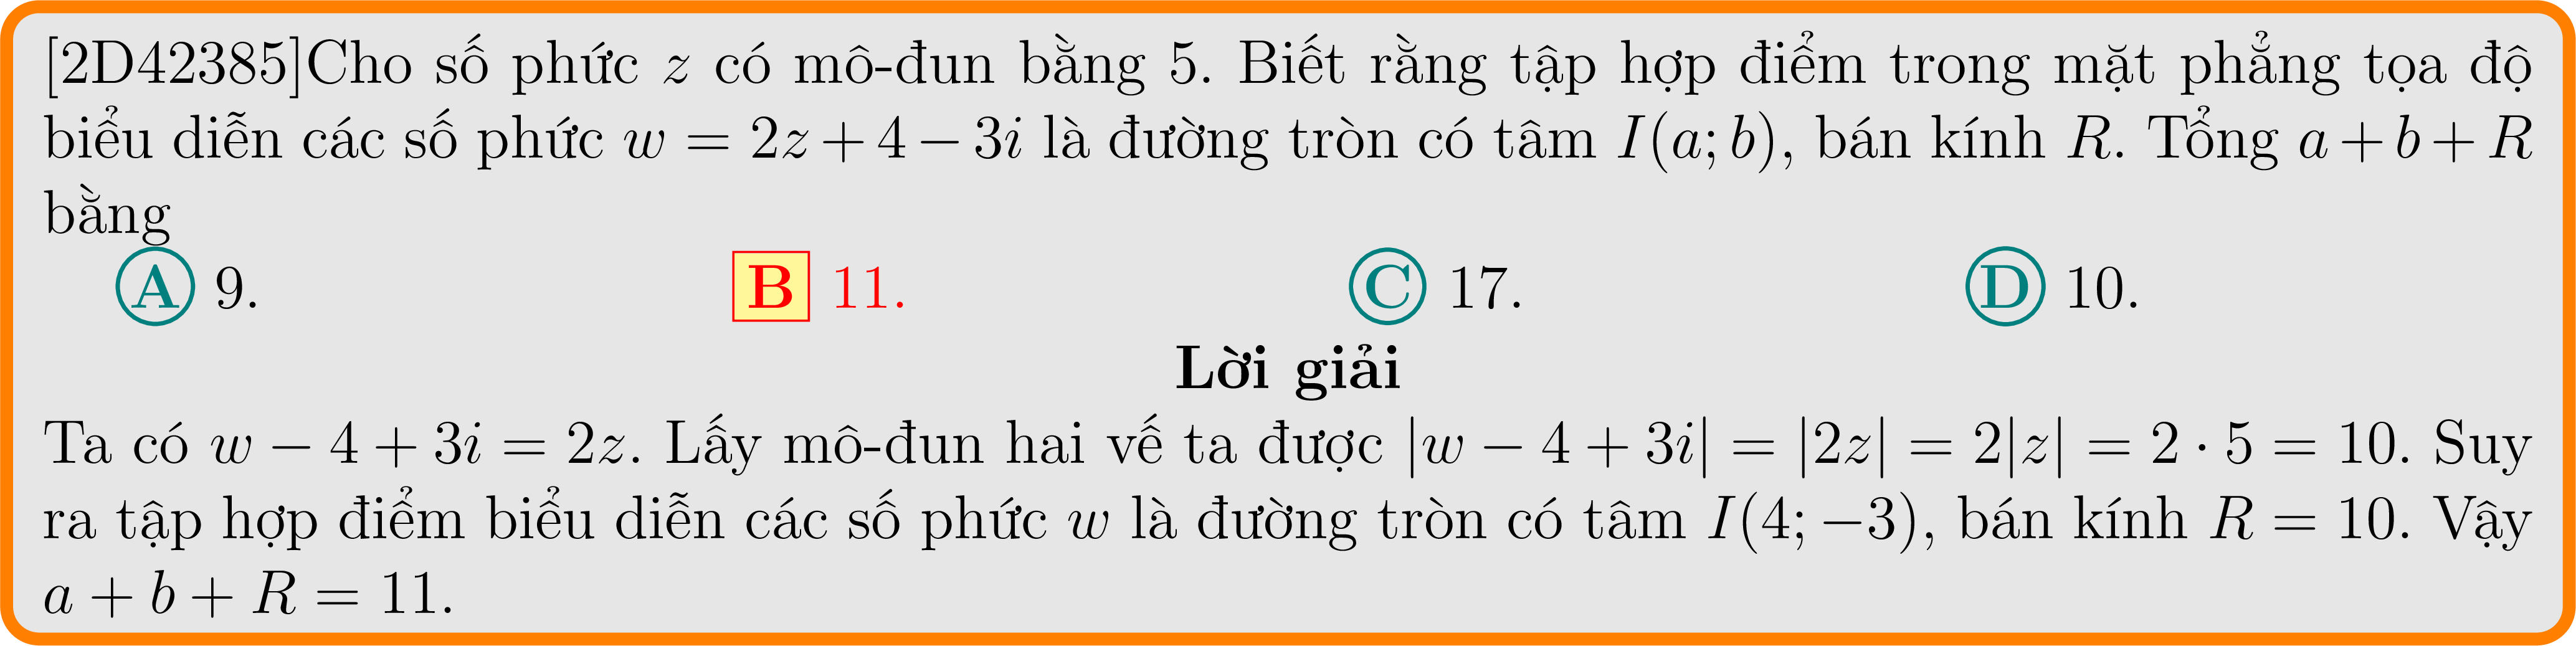 [2D42385]Cho số phức z có mô-đun bằng 5. Biết rằng tập hợp điểm trong mặt phẳng tọa độ
biểu diễn các số phức w = 2z + 4 − 3i là đường tròn có tâm I(a; b), bán kính R. Tổng a + b + R
bằng
A 9. B 11. C 17. D 10.
Lời giải
Ta có w − 4 + 3i = 2z. Lấy mô-đun hai vế ta được |w − 4 + 3i| = |2z| = 2|z| = 2 · 5 = 10. Suy
ra tập hợp điểm biểu diễn các số phức w là đường tròn có tâm I(4; −3), bán kính R = 10. Vậy
a + b + R = 11.